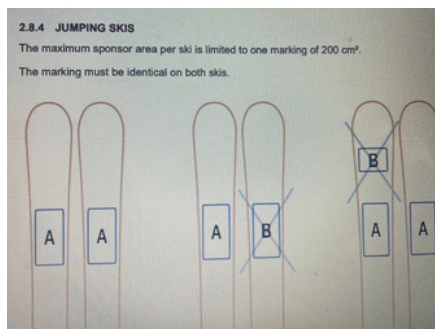 2.8.4 JUMPING SKIS
The maximum sponsor area per ski is limited to one marking of 200 cm².
The marking must be identical on both skis.
B
A A A B A A